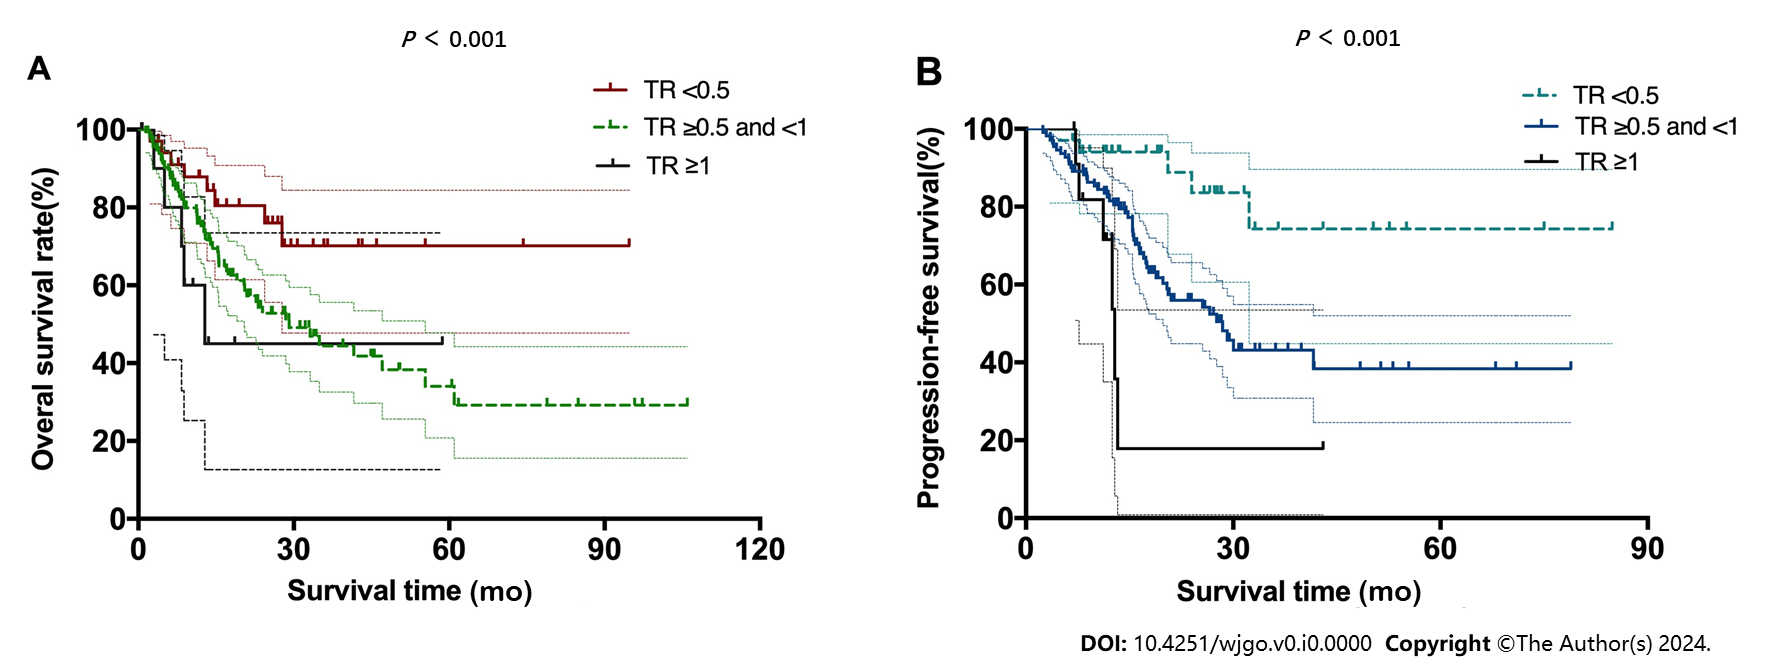 P < 0.001
A
TR <0.5
TR ≥0.5 and <1
TR ≥1
Overal survival rate(%)
100
80
60
40
20
0
0 30 60 90 120
Survival time (mo)
P < 0.001
B
TR <0.5
TR ≥0.5 and <1
TR ≥1
Progression-free survival(%)
100
80
60
40
20
0
0 30 60 90
Survival time (mo)
DOI: 10.4251/wjgo.v0.i0.0000 Copyright ©The Author(s) 2024.